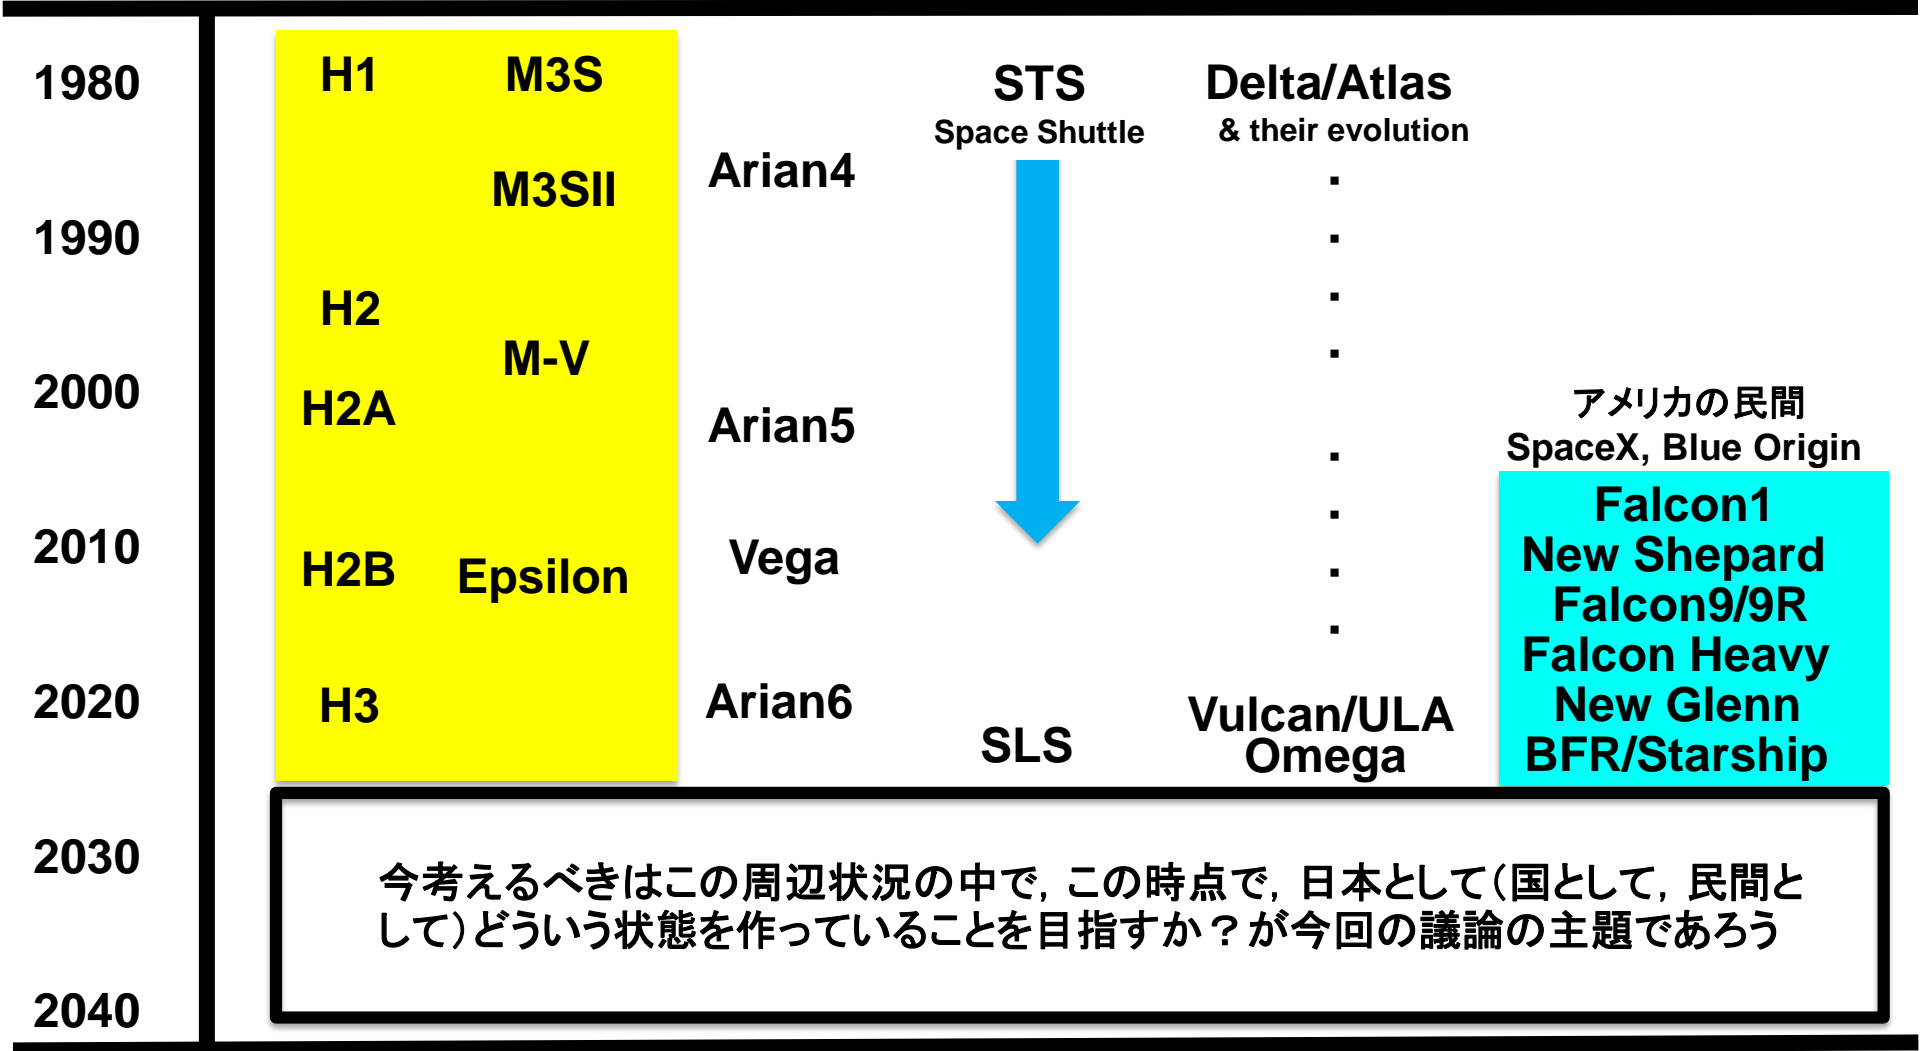 1980
1990
2000
2010
2020
2030
2040
H1
H2
H2A
H2B
H3
M3S
M3SII
M-V
Epsilon
Arian4
Arian5
Vega
Arian6
STS
Space Shuttle
SLS
Delta/Atlas
& their evolution
.
.
.
.
.
.
.
.
Vulcan/ULA
Omega
アメリカの民間
SpaceX, Blue Origin
Falcon1
New Shepard
Falcon9/9R
Falcon Heavy
New Glenn
BFR/Starship
今考えるべきはこの周辺状況の中で，この時点で，日本として（国として，民間と
して）どういう状態を作っていることを目指すか？が今回の議論の主題であろう